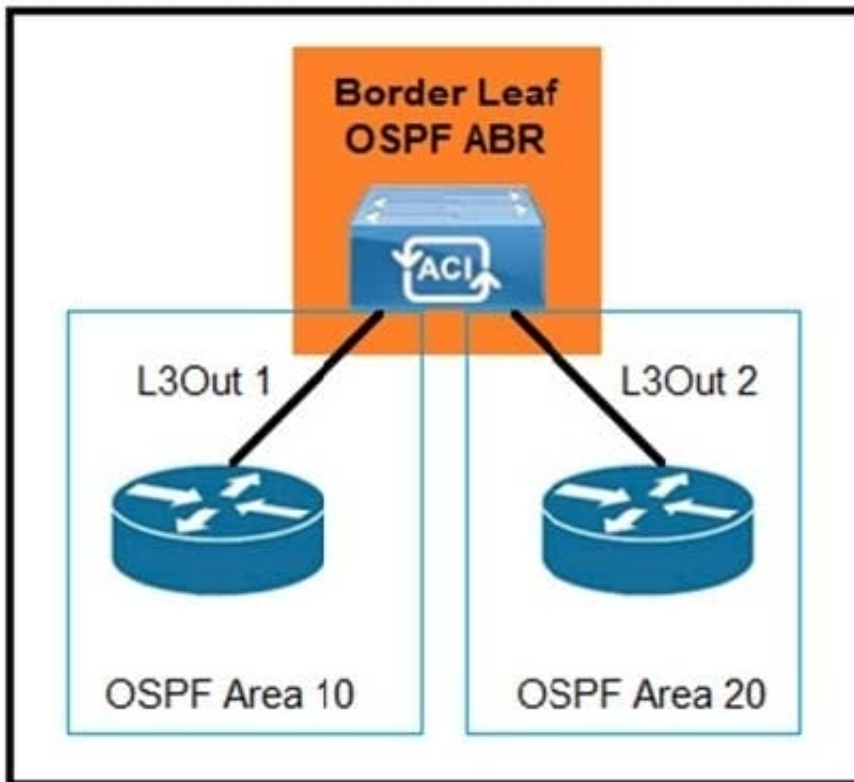 Border Leaf
OSPF ABR
ACI
L3Out 1
L3Out 2
OSPF Area 10
OSPF Area 20